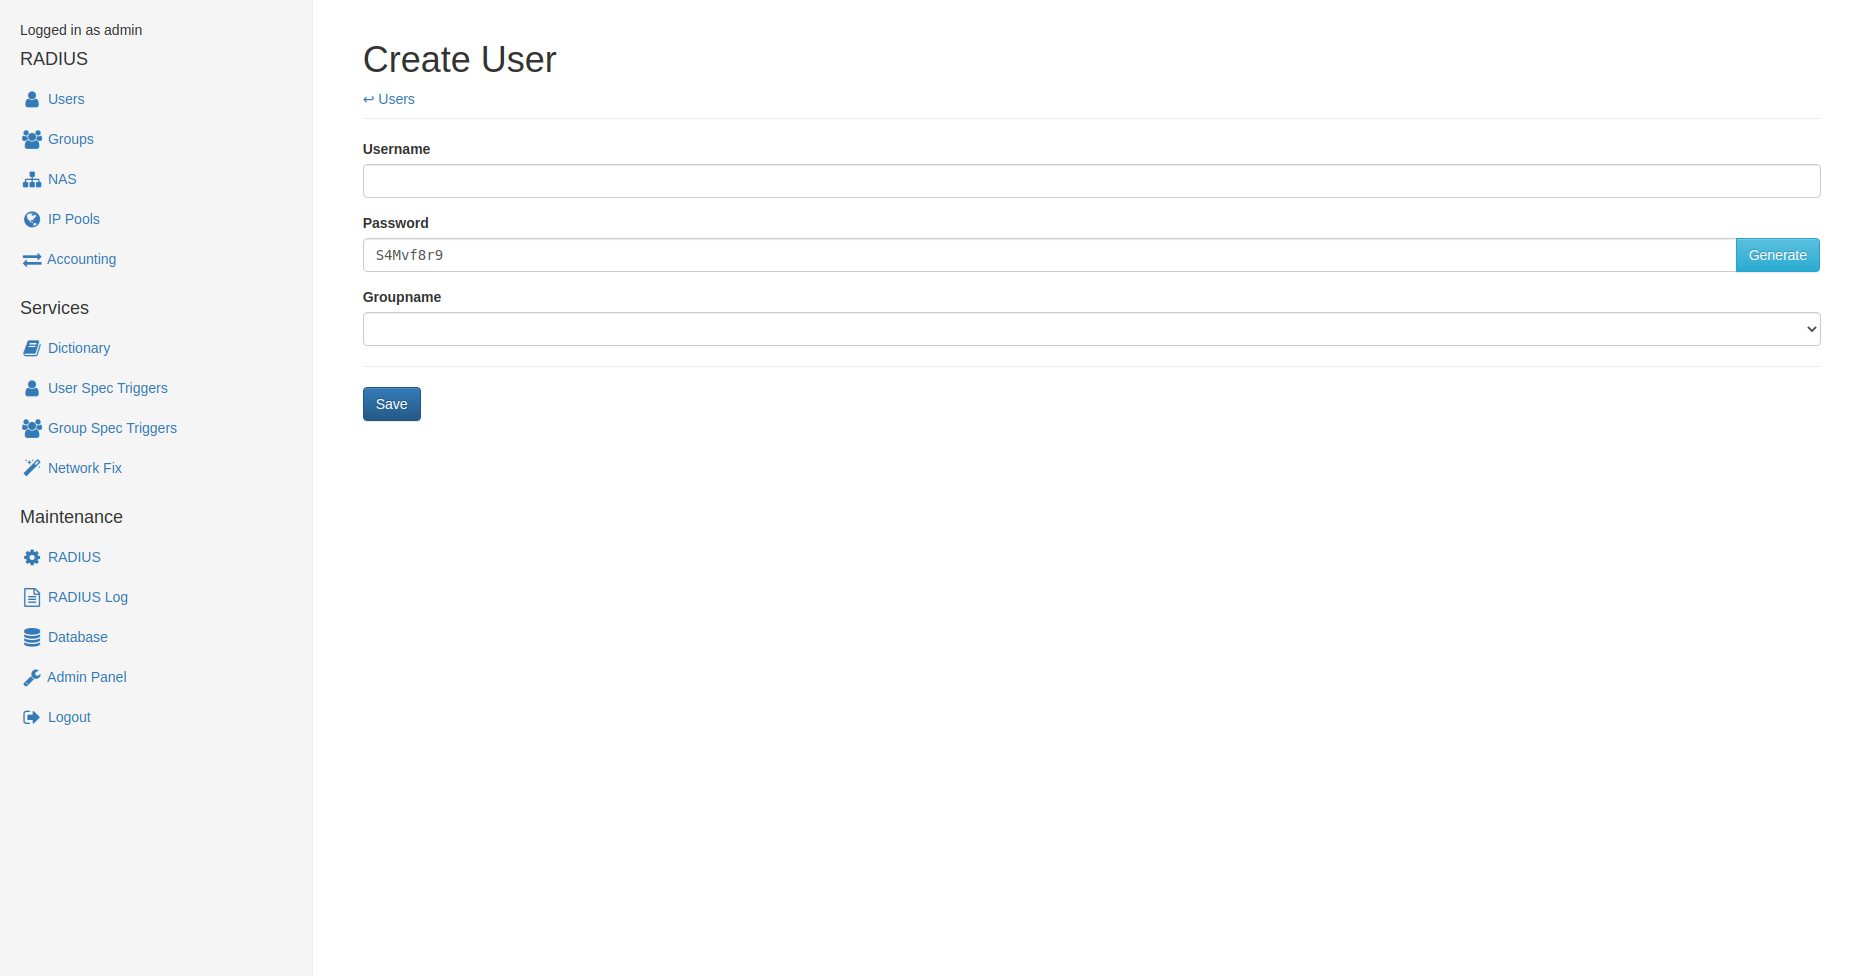 Logged in as admin
RADIUS
Users
Groups
NAS
IP Pools
Accounting
Services
Dictionary
User Spec Triggers
Group Spec Triggers
Network Fix
Maintenance
RADIUS
RADIUS Log
Database
Admin Panel
Logout
Create User
↩ Users
Username
Password
S4Mvf8r9 Generate
Groupname
Save